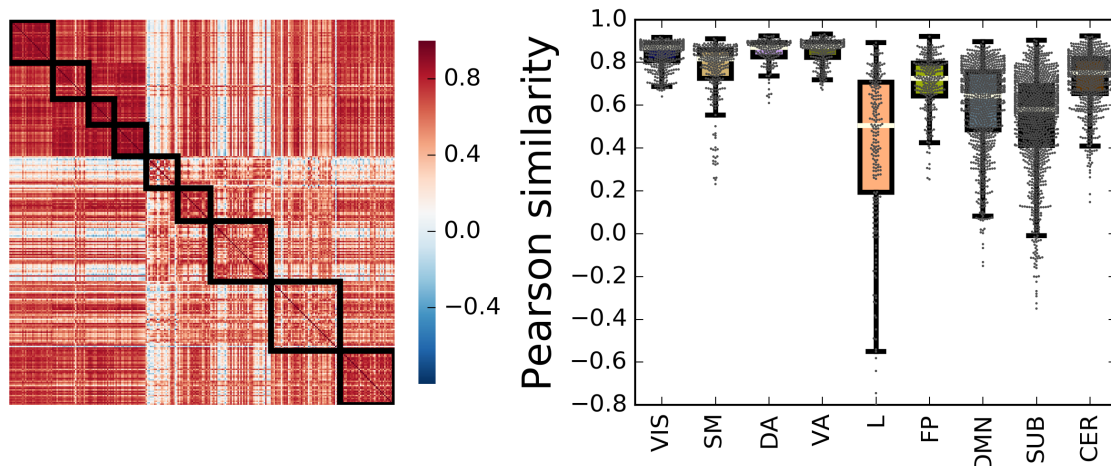 0.8
0.4
0.0
−0.4
Pearson similarity
1.0
0.8
0.6
0.4
0.2
0.0
−0.2
−0.4
−0.6
−0.8
VIS
SM
DA
VA
L
FP
DMN
SUB
CER